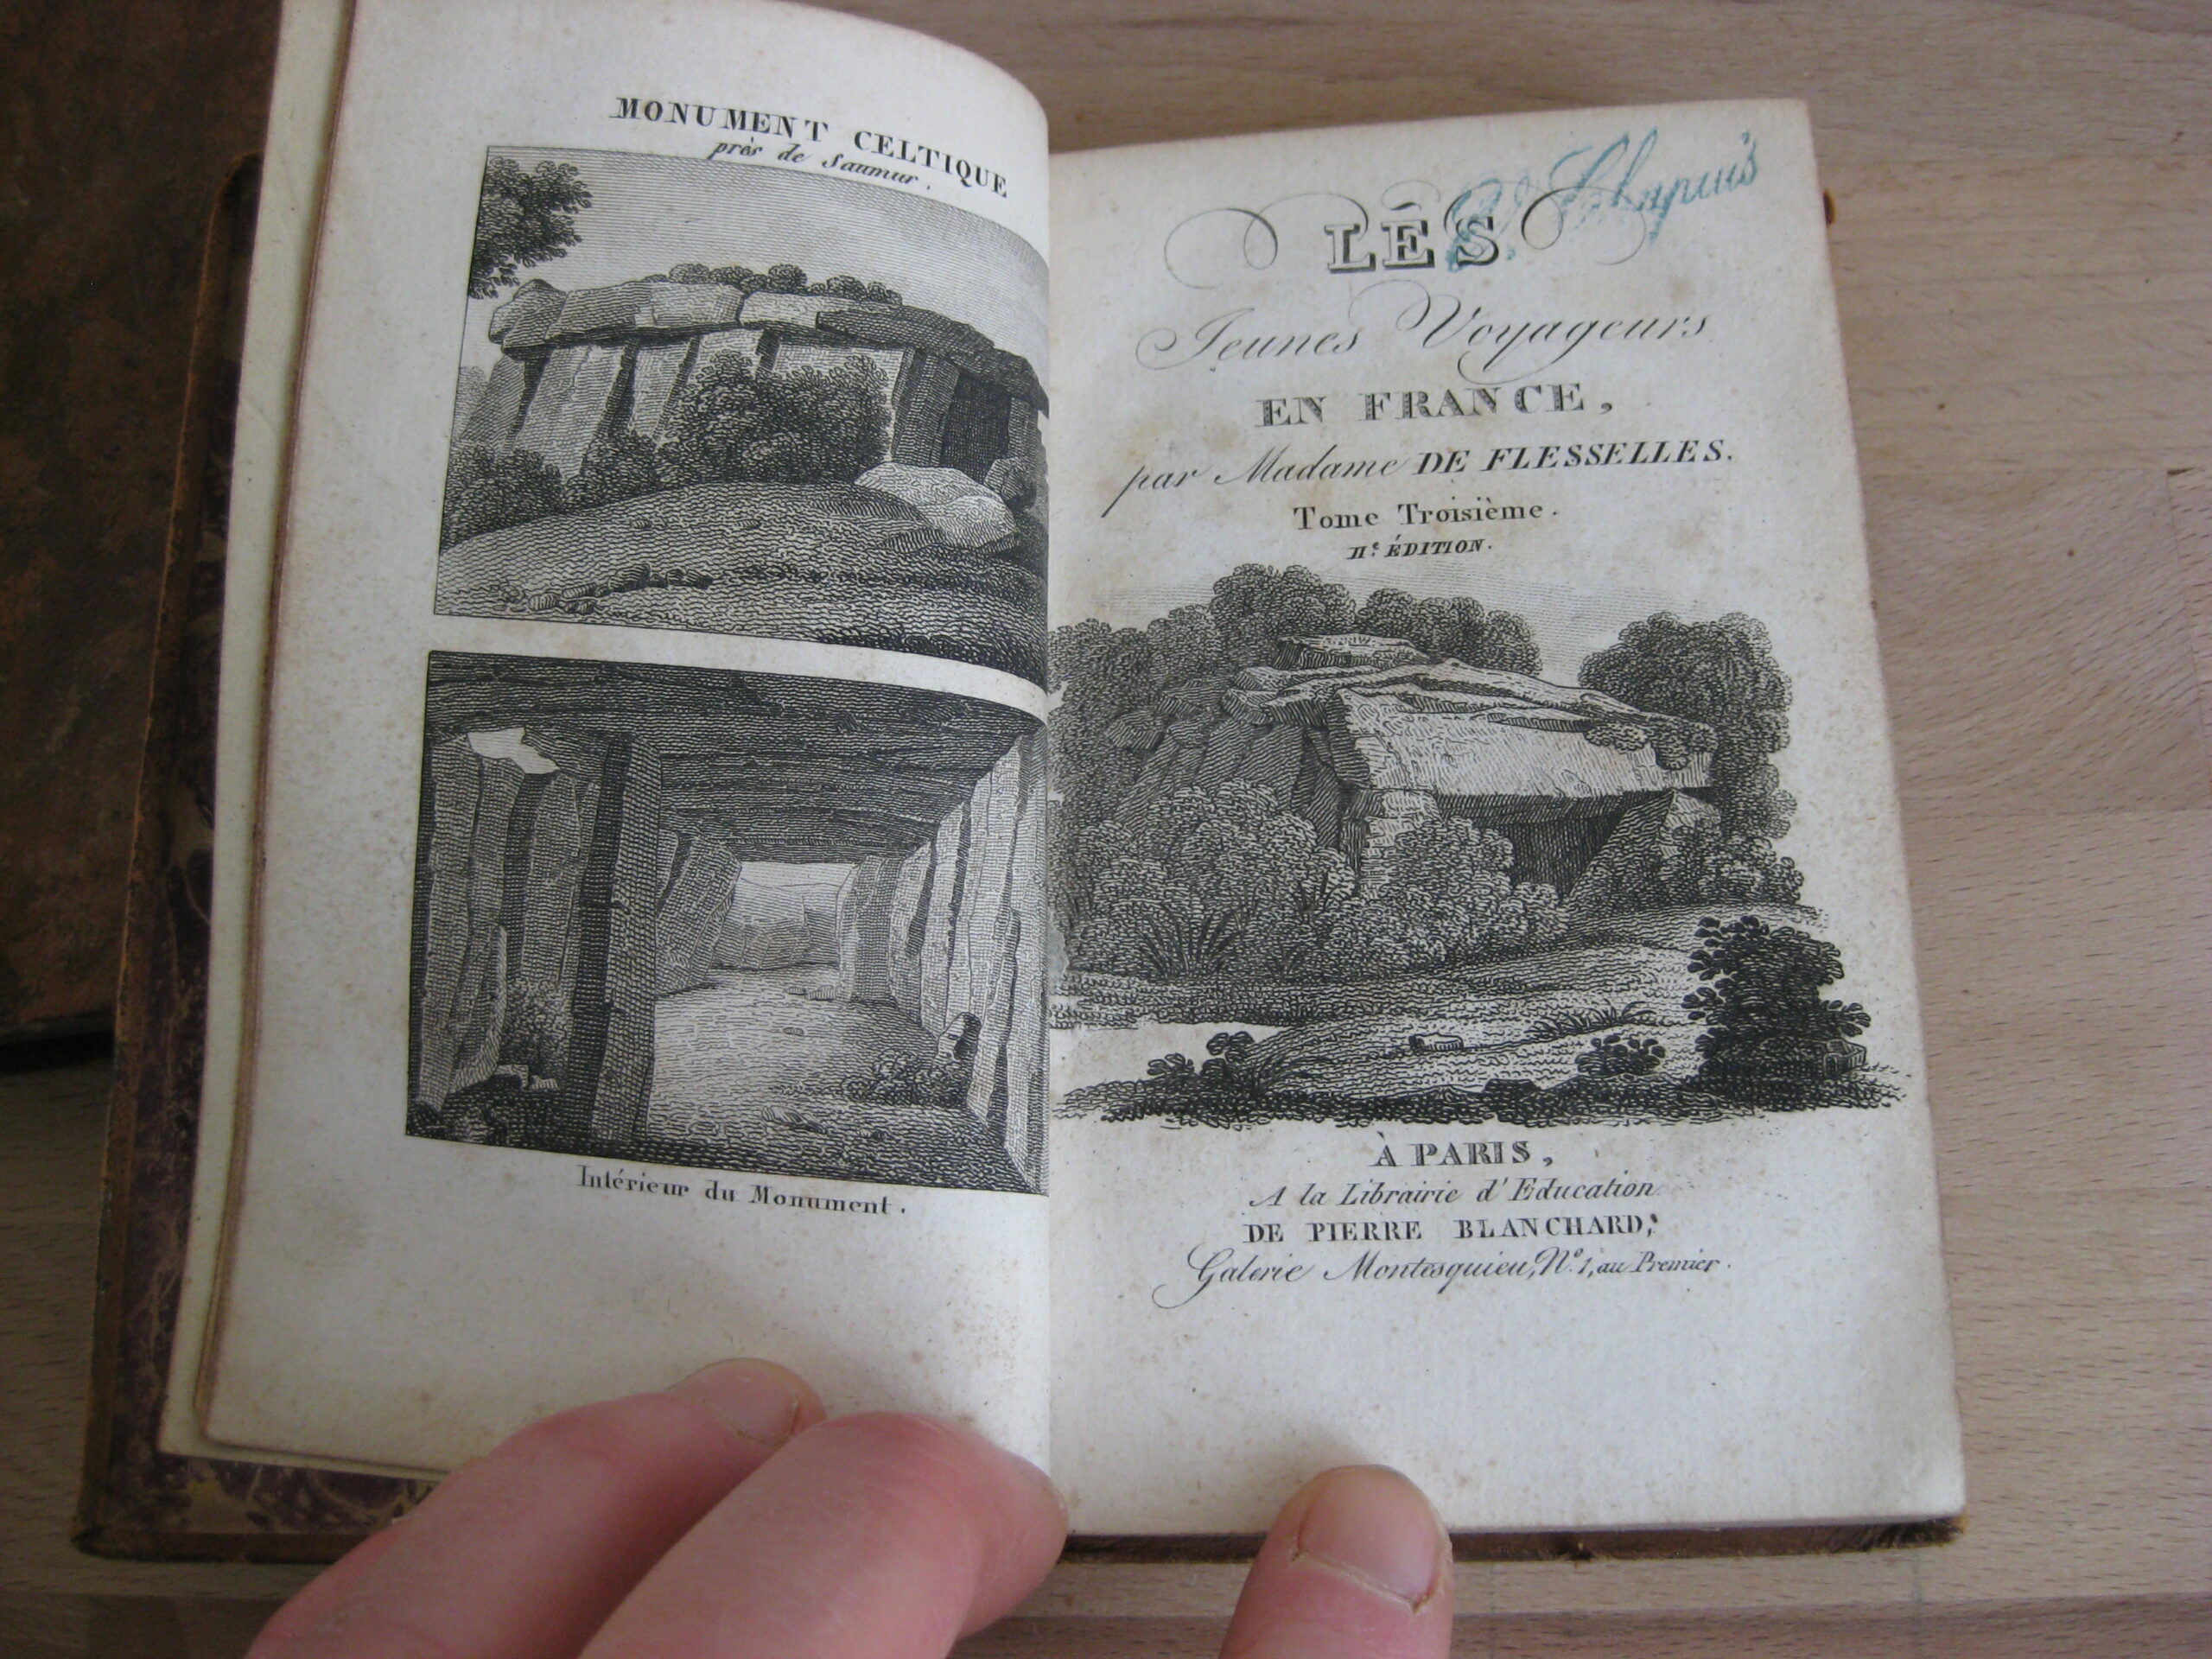 MONUMENT CELTIQUE
près de Saumur.
Intérieur du Monument.
LES
Jeunes Voyageurs
EN FRANCE,
par Madame DE FLESSELLES.
Tome Troisième.
IIe. ÉDITION.
À PARIS,
A la Librairie d'Education
DE PIERRE BLANCHARD,
Galerie Montesquieu, No. 1, au Premier.